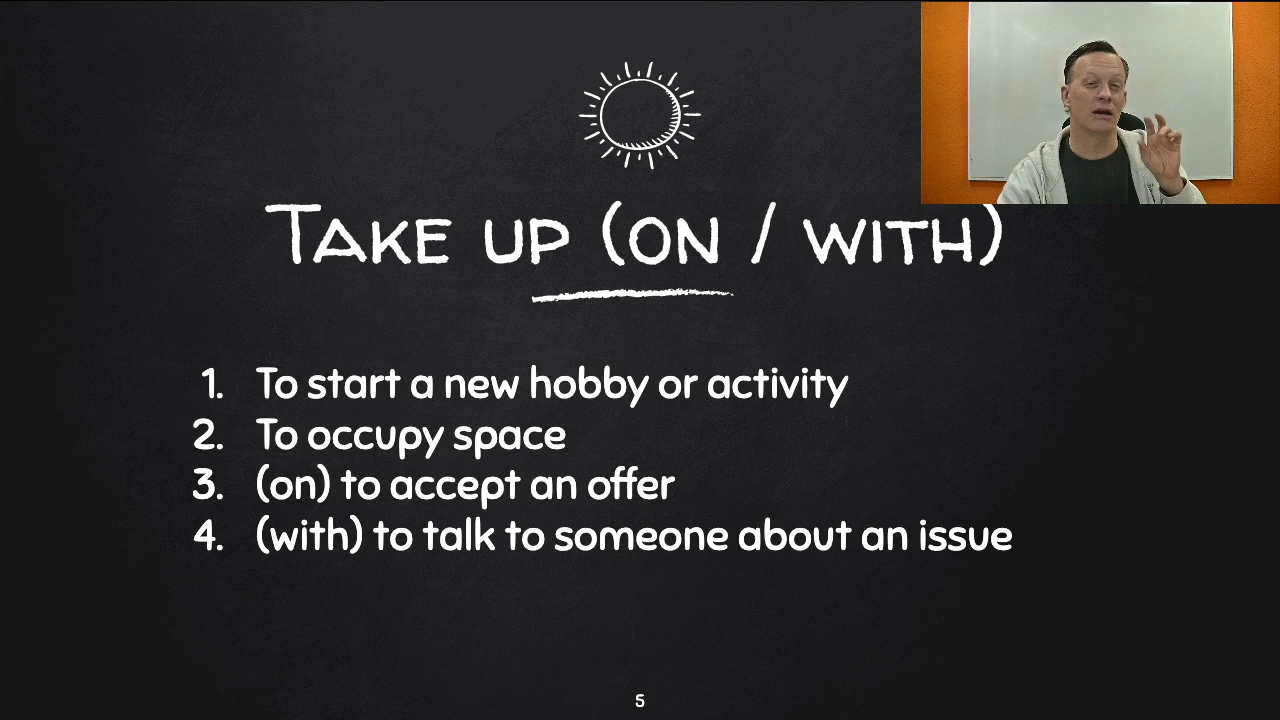 Take up (on / with)
1. To start a new hobby or activity
2. To occupy space
3. (on) to accept an offer
4. (with) to talk to someone about an issue
5